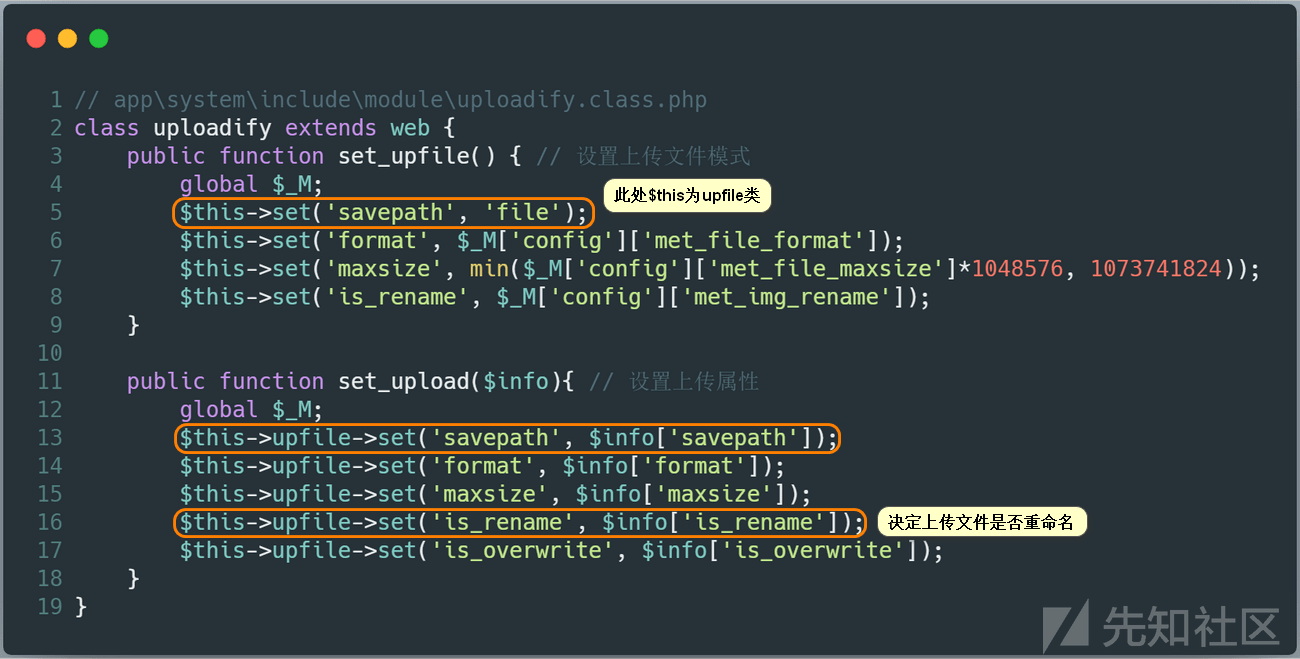 1 // app\system\include\module\uploadify.class.php
2 class uploadify extends web {
3     public function set_upfile() { // 设置上传文件模式
4         global $_M;
此处$this为upfile类
5         $this->set('savepath', 'file');
6         $this->set('format', $_M['config']['met_file_format']);
7         $this->set('maxsize', min($_M['config']['met_file_maxsize']*1048576, 1073741824));
8         $this->set('is_rename', $_M['config']['met_img_rename']);
9     }
10
11     public function set_upload($info){ // 设置上传属性
12         global $_M;
13         $this->upfile->set('savepath', $info['savepath']);
14         $this->upfile->set('format', $info['format']);
15         $this->upfile->set('maxsize', $info['maxsize']);
16         $this->upfile->set('is_rename', $info['is_rename']);
决定上传文件是否重命名
17         $this->upfile->set('is_overwrite', $info['is_overwrite']);
18     }
19 }
先知社区